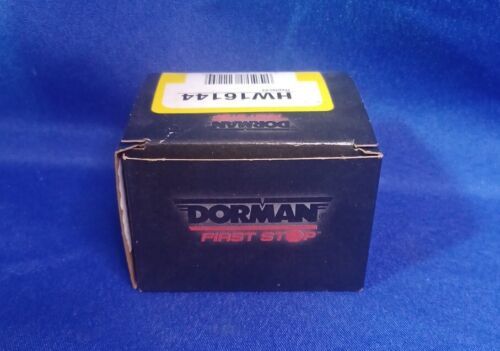 HW16144
DORMAN
DORMAN
FIRST STOP